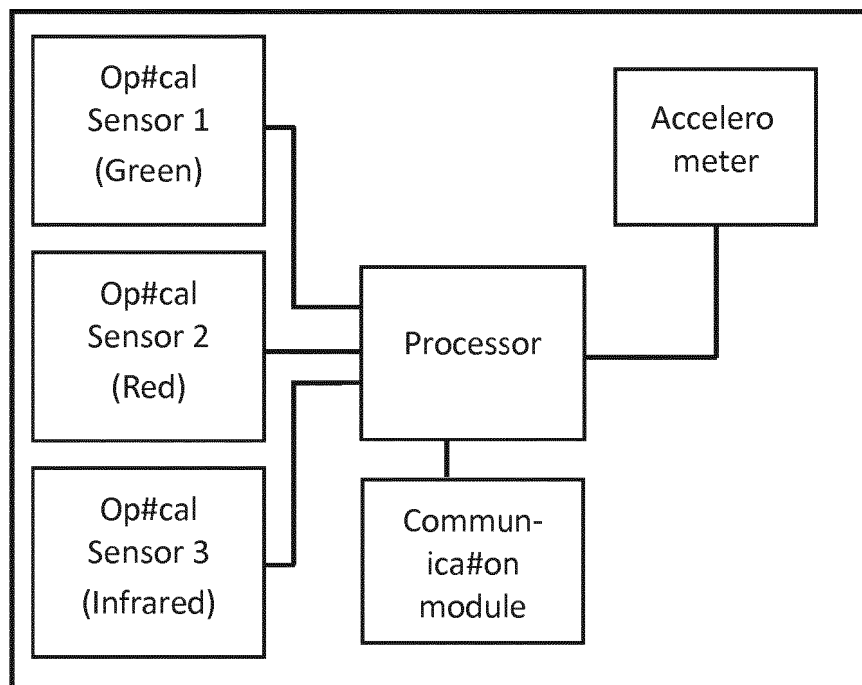 Op#cal
Sensor 1
(Green)
Accelero
meter
Op#cal
Sensor 2
(Red)
Processor
Op#cal
Sensor 3
(Infrared)
Commun-
ica#on
module